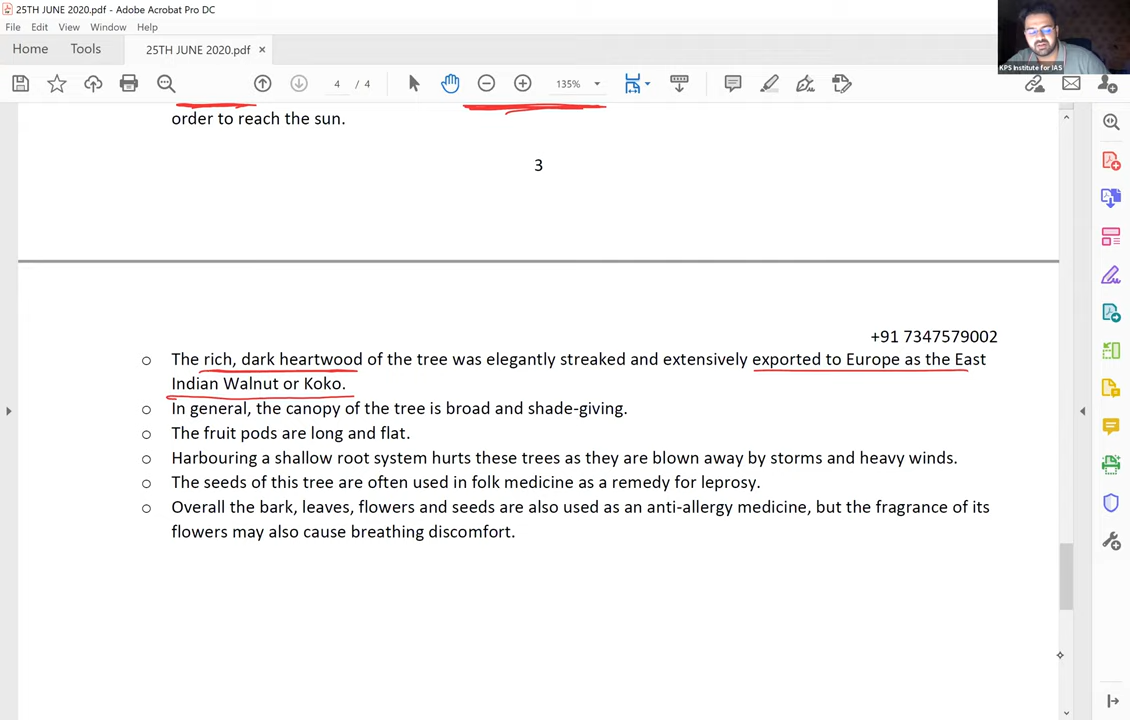 25TH JUNE 2020.pdf - Adobe Acrobat Pro DC
File Edit View Window Help
Home Tools 25TH JUNE 2020.pdf ×
4 / 4 135%
KPS Institute for IAS
order to reach the sun.
3
+91 7347579002
o The rich, dark heartwood of the tree was elegantly streaked and extensively exported to Europe as the East
Indian Walnut or Koko.
o In general, the canopy of the tree is broad and shade-giving.
o The fruit pods are long and flat.
o Harbouring a shallow root system hurts these trees as they are blown away by storms and heavy winds.
o The seeds of this tree are often used in folk medicine as a remedy for leprosy.
o Overall the bark, leaves, flowers and seeds are also used as an anti-allergy medicine, but the fragrance of its
flowers may also cause breathing discomfort.